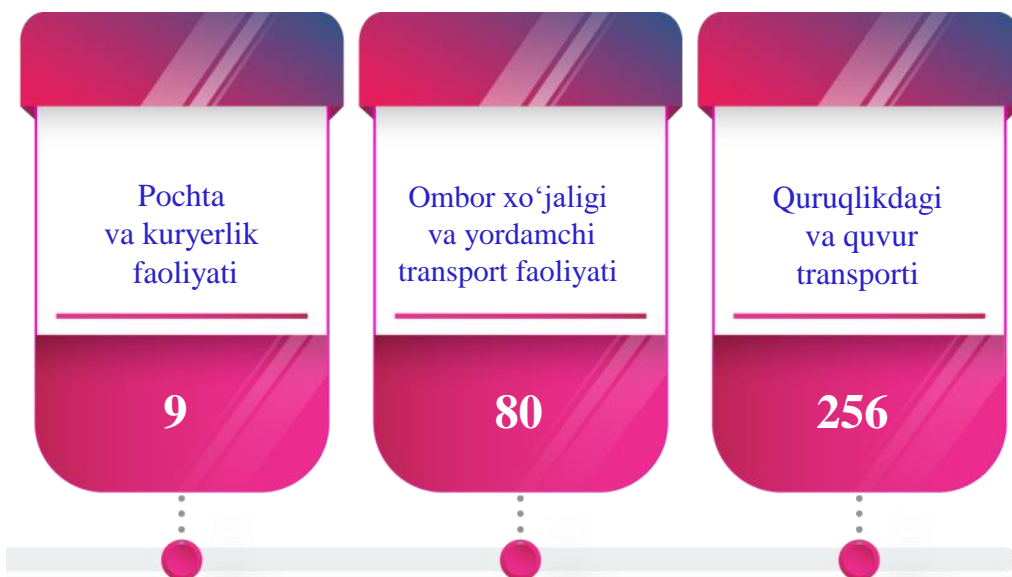 Pochta
va kuryerlik
faoliyati
9
Ombor xo‘jaligi
va yordamchi
transport faoliyati
80
Quruqlikdagi
va quvur
transporti
256